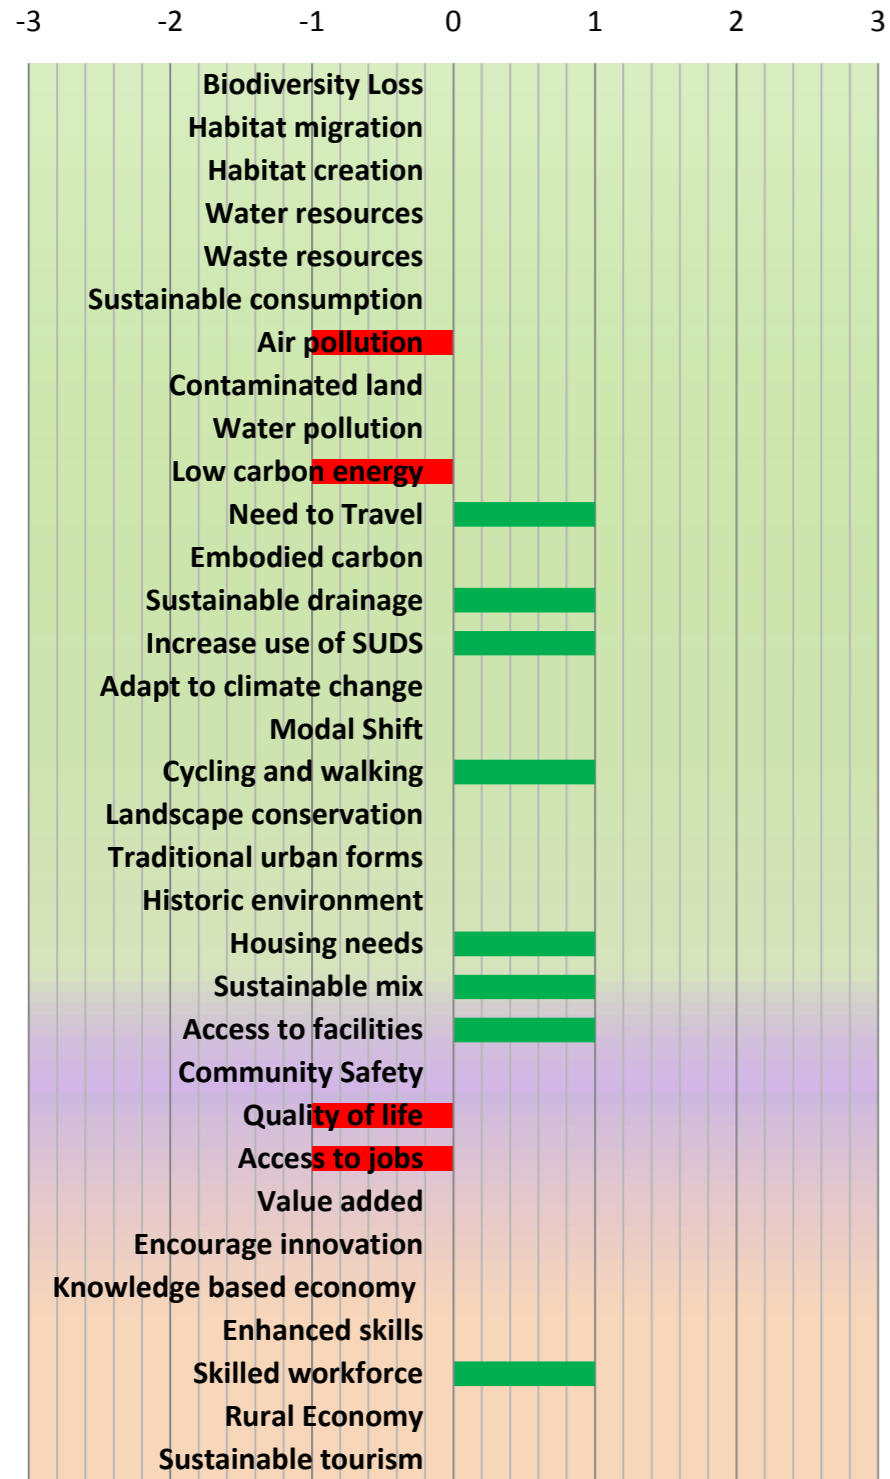 -3 -2 -1 0 1 2 3
Biodiversity Loss
Habitat migration
Habitat creation
Water resources
Waste resources
Sustainable consumption
Air pollution
Contaminated land
Water pollution
Low carbon energy
Need to Travel
Embodied carbon
Sustainable drainage
Increase use of SUDS
Adapt to climate change
Modal Shift
Cycling and walking
Landscape conservation
Traditional urban forms
Historic environment
Housing needs
Sustainable mix
Access to facilities
Community Safety
Quality of life
Access to jobs
Value added
Encourage innovation
Knowledge based economy
Enhanced skills
Skilled workforce
Rural Economy
Sustainable tourism